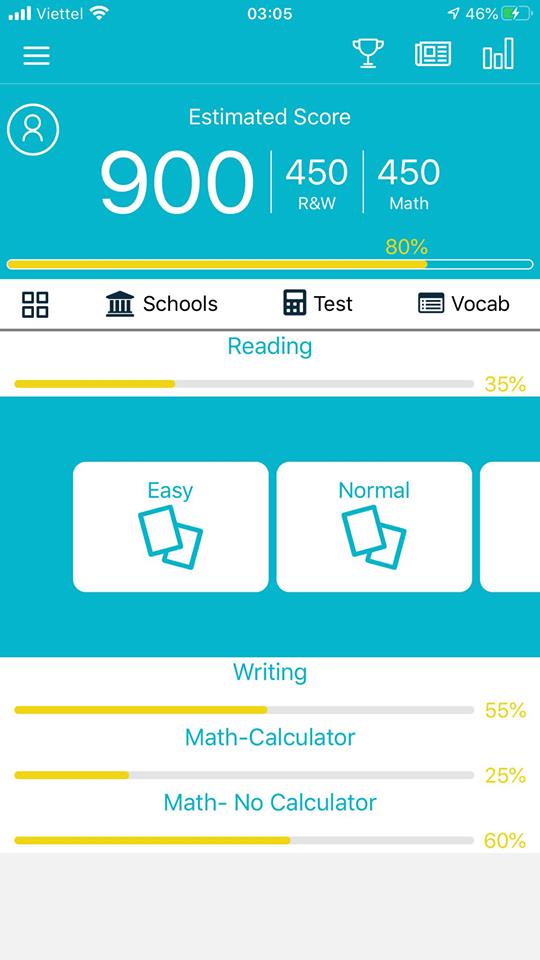 Viettel 03:05 46%
Estimated Score
900 450 450
R&W Math
80%
Schools Test Vocab
Reading
35%
Easy Normal
Writing
55%
Math-Calculator
25%
Math- No Calculator
60%